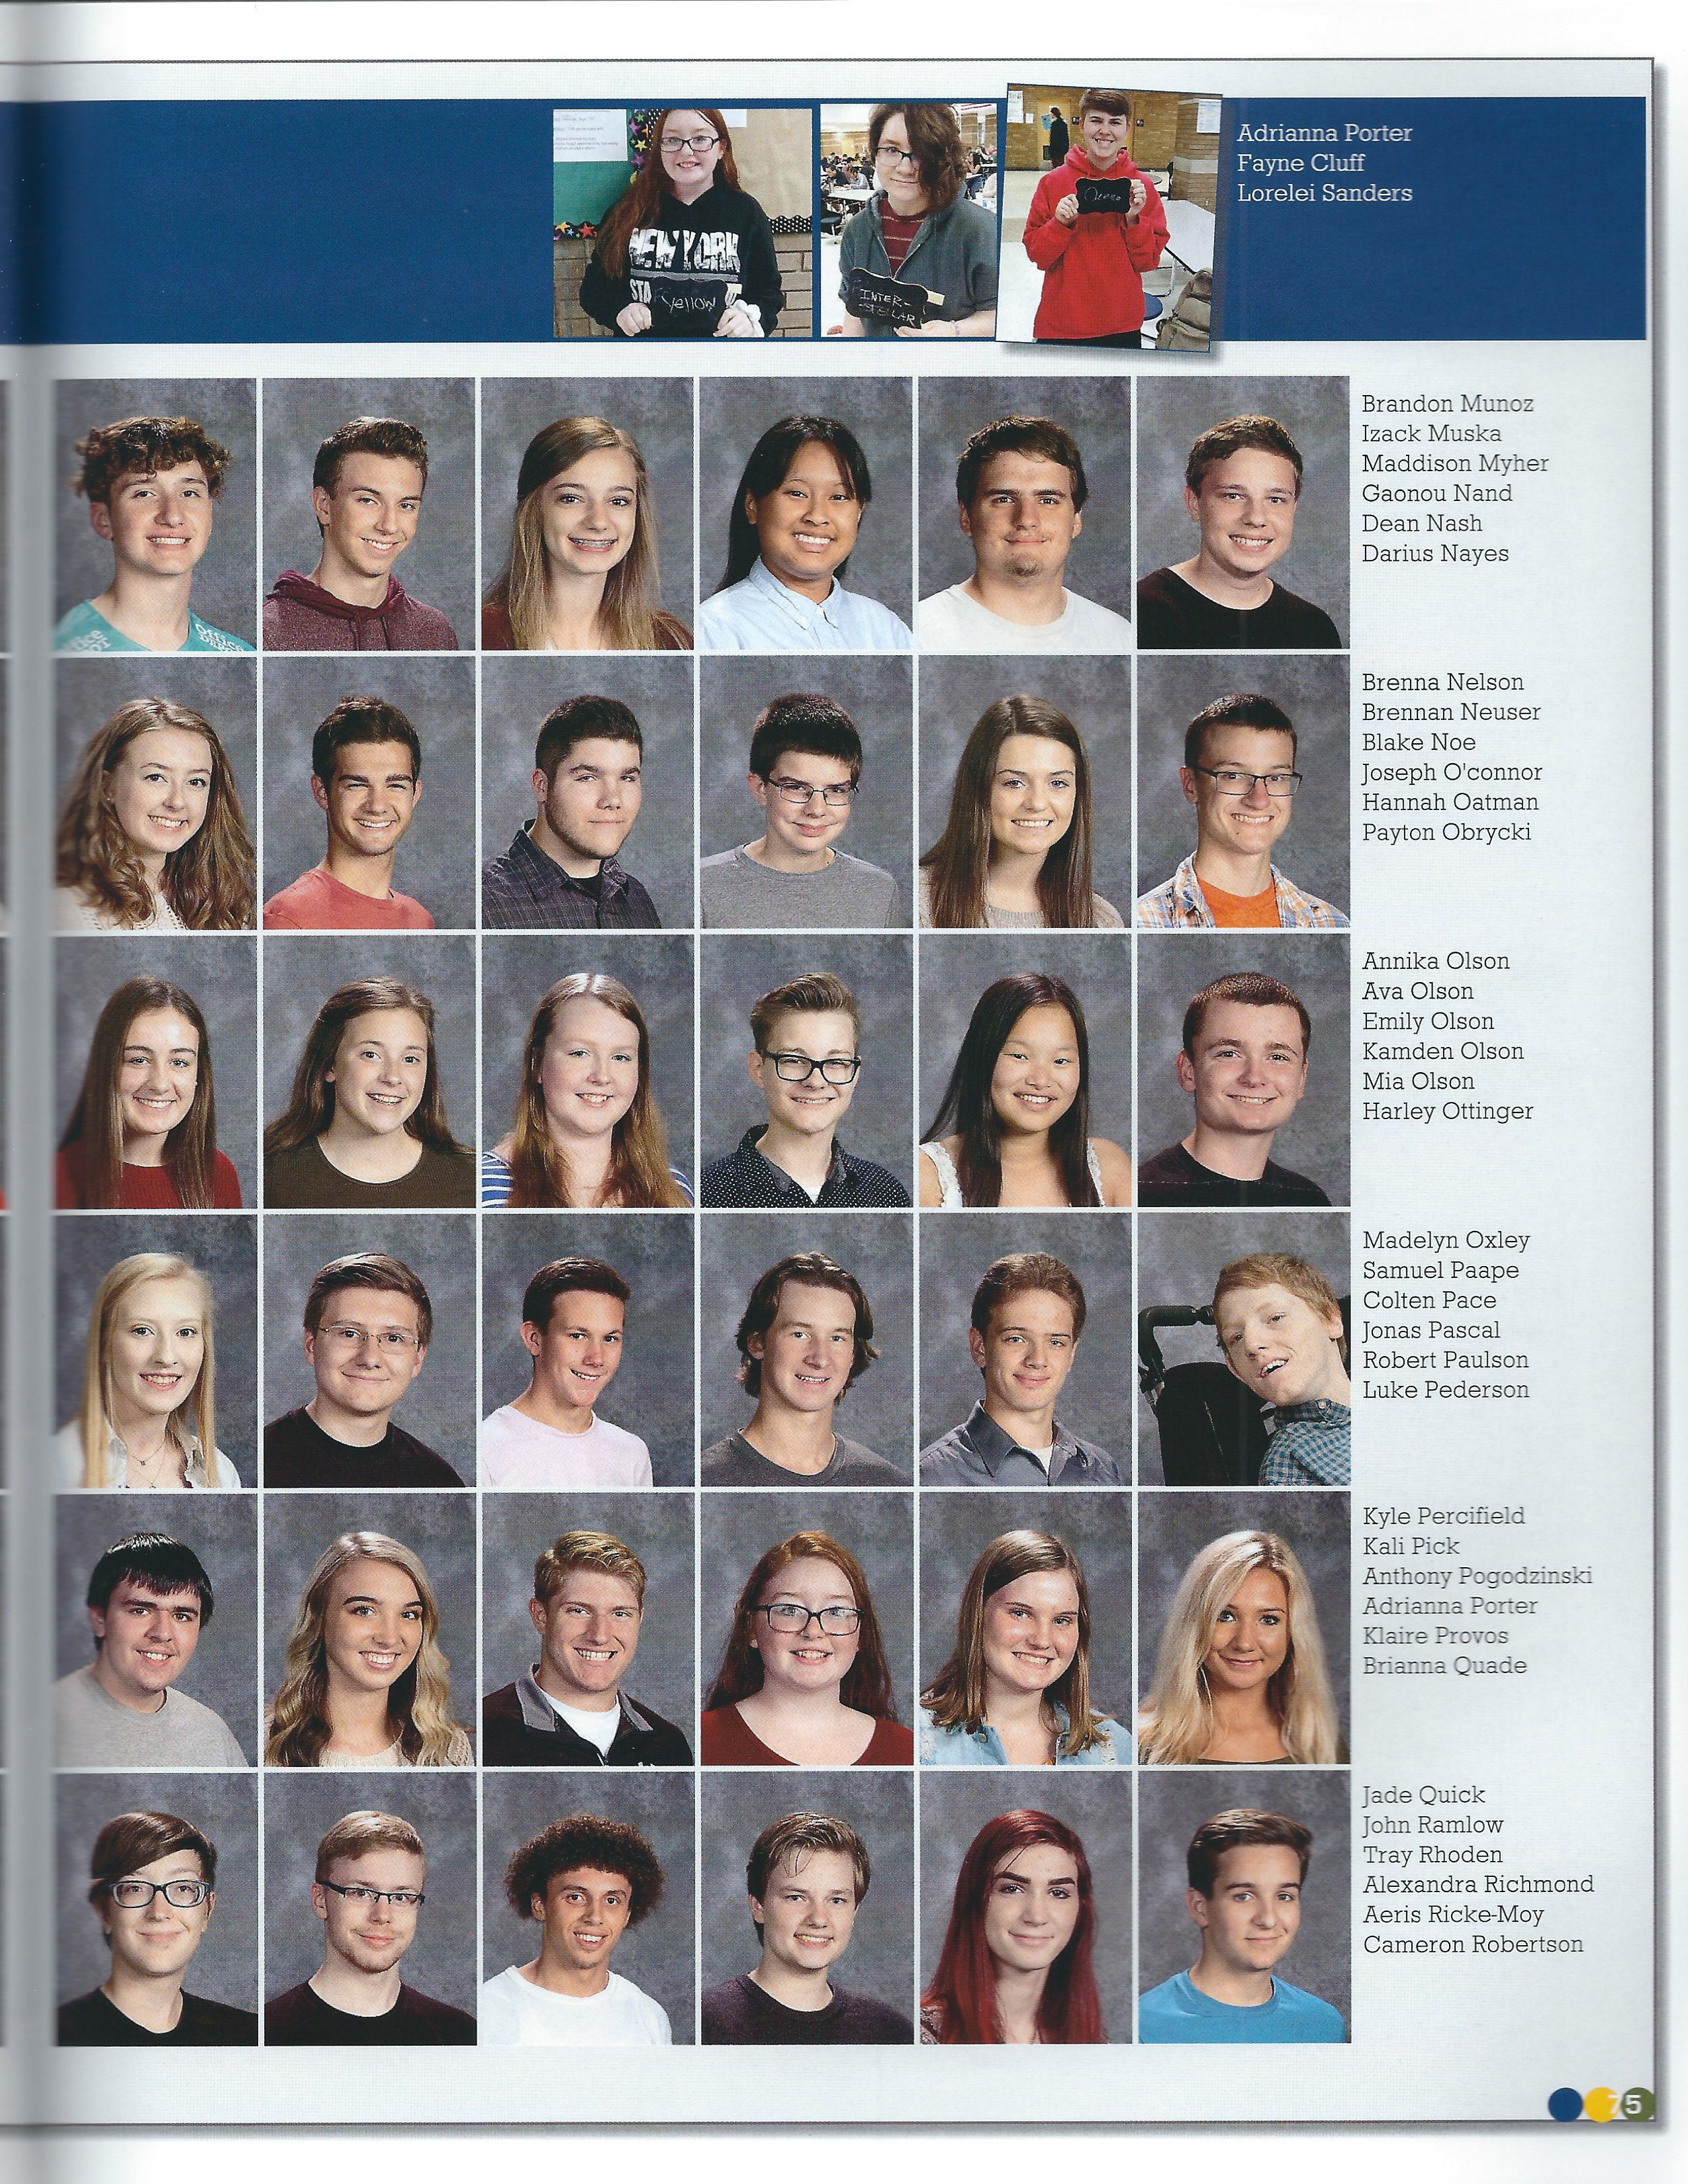 Adrianna Porter
Fayne Cluff
Lorelei Sanders
NEW YORK
STA
Yellow
INTER-
STELLAR
Brandon Munoz
Izack Muska
Maddison Myher
Gaonou Nand
Dean Nash
Darius Nayes
Office
Brenna Nelson
Brennan Neuser
Blake Noe
Joseph O'connor
Hannah Oatman
Payton Obrycki
Annika Olson
Ava Olson
Emily Olson
Kamden Olson
Mia Olson
Harley Ottinger
Madelyn Oxley
Samuel Paape
Colten Pace
Jonas Pascal
Robert Paulson
Luke Pederson
Kyle Percifield
Kali Pick
Anthony Pogodzinski
Adrianna Porter
Klaire Provos
Brianna Quade
Jade Quick
John Ramlow
Tray Rhoden
Alexandra Richmond
Aeris Ricke-Moy
Cameron Robertson
75